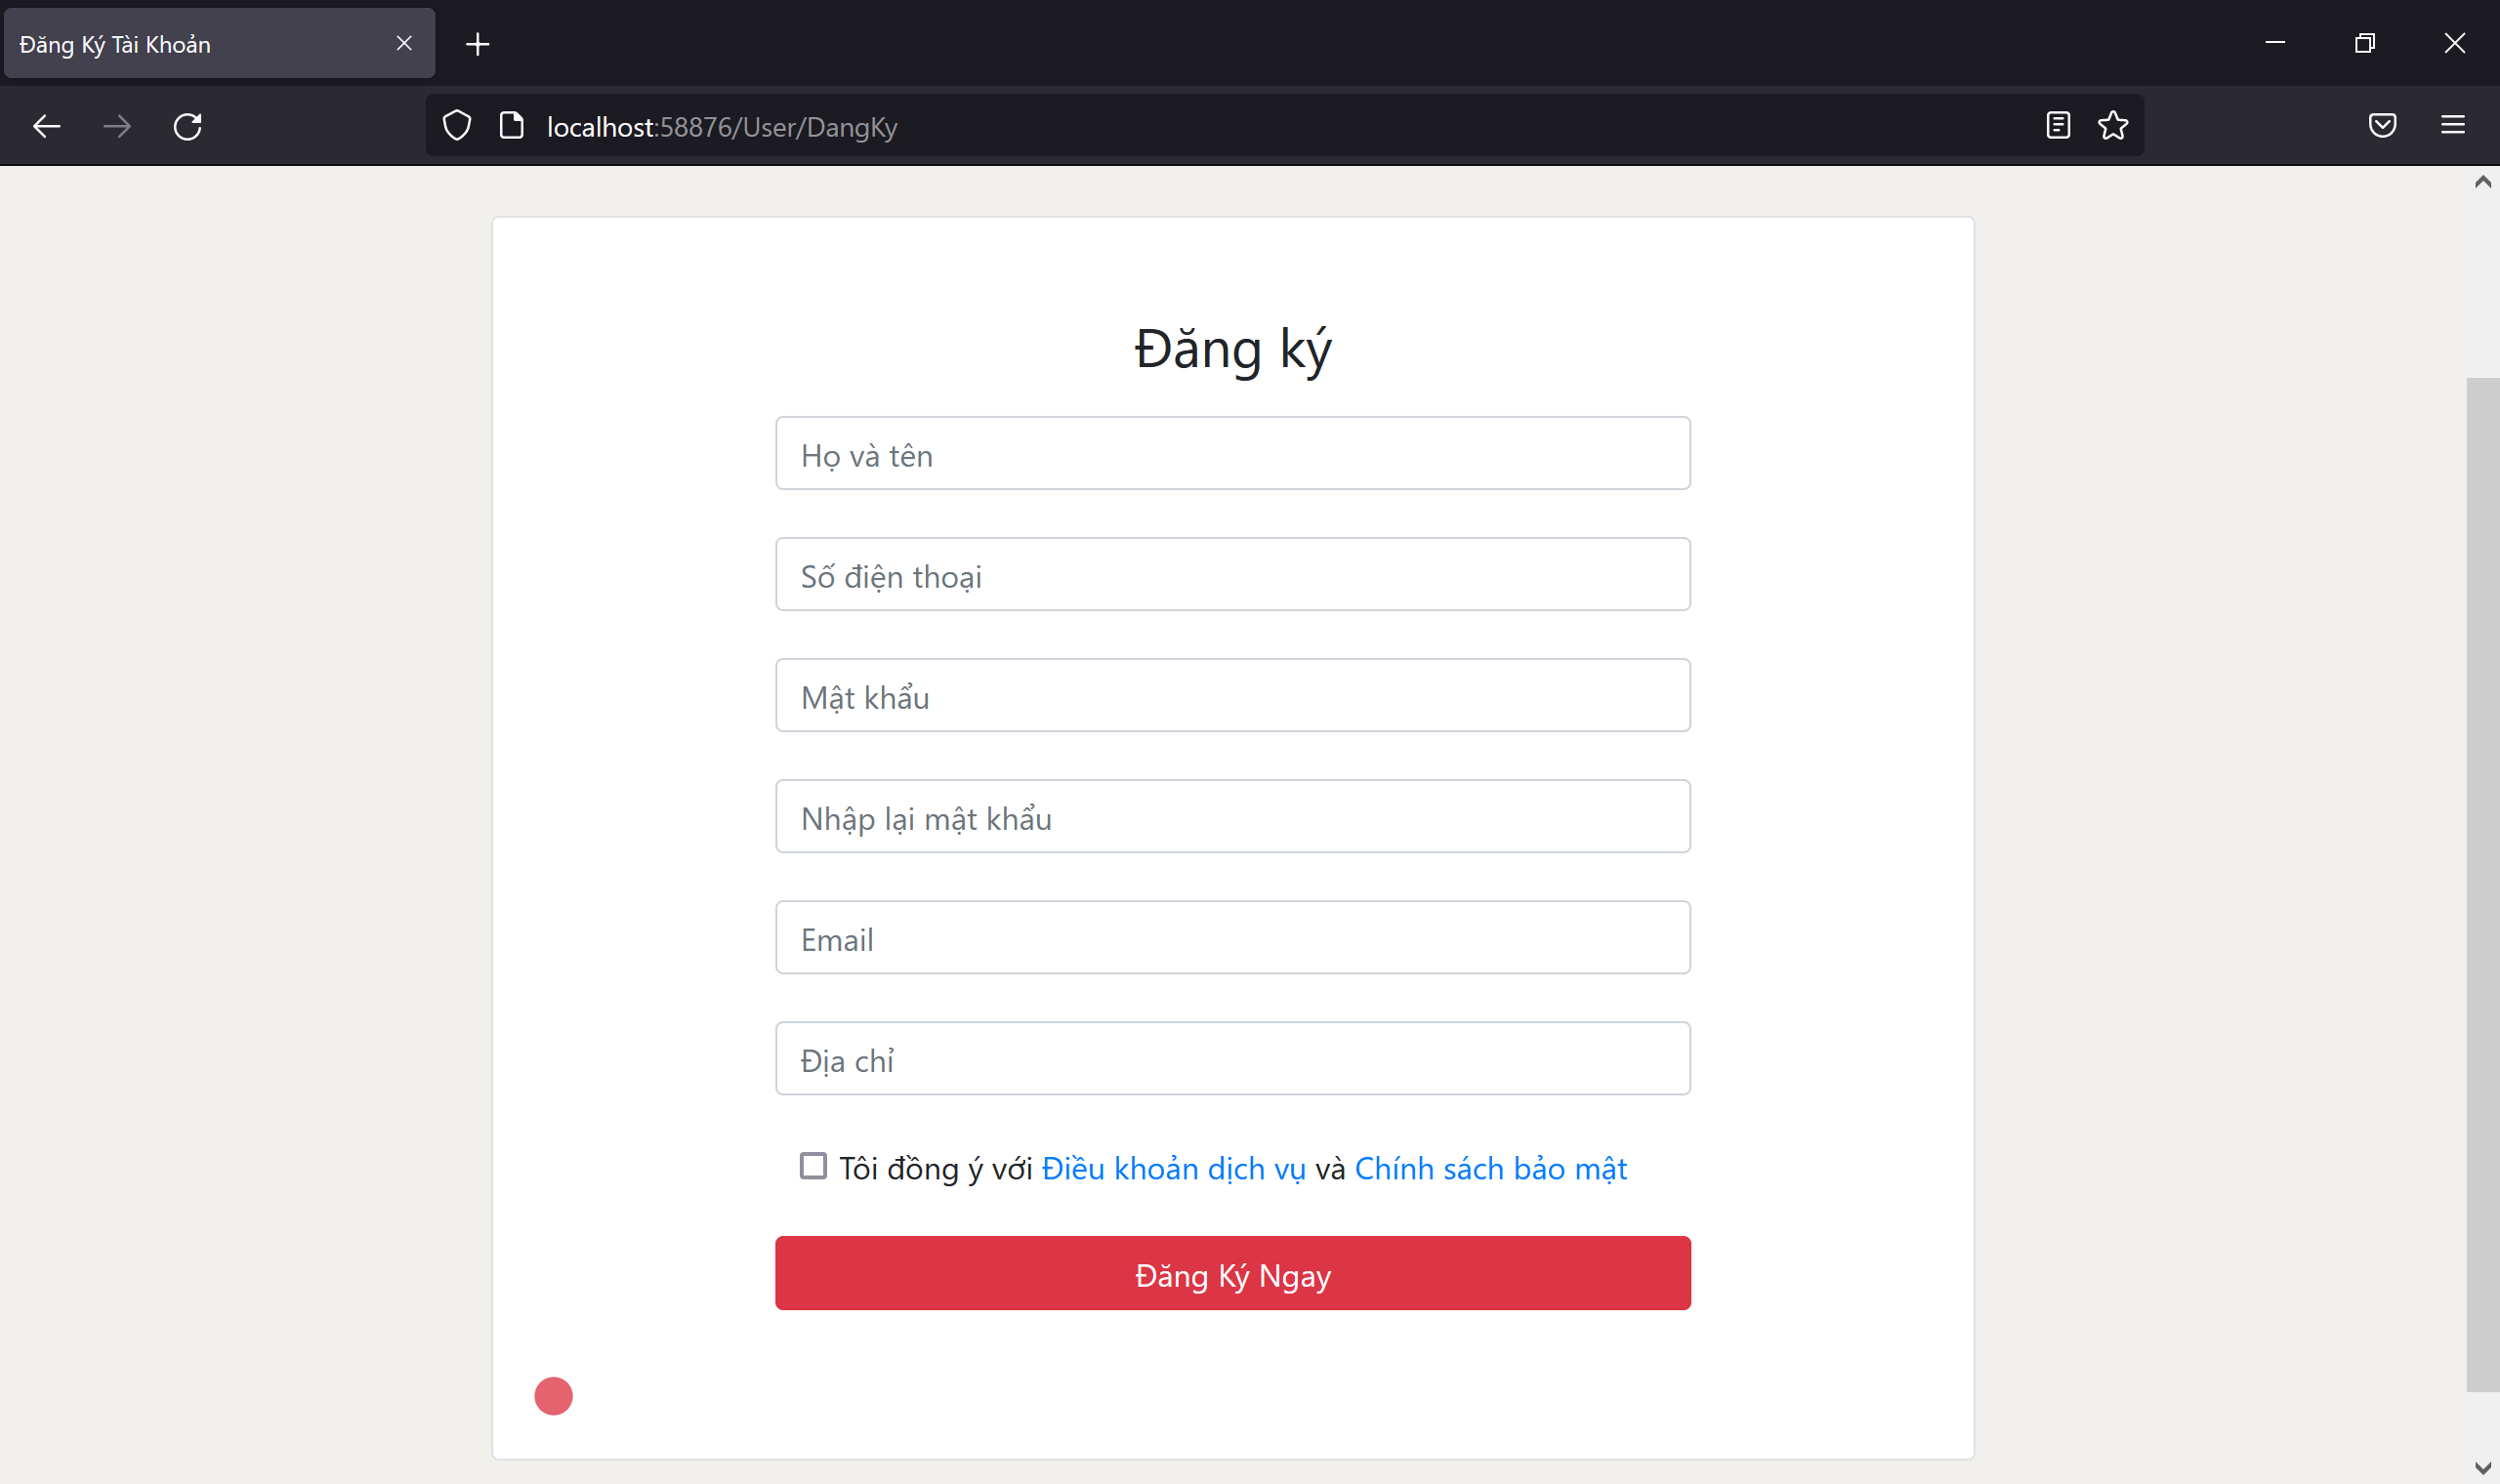 Đăng Ký Tài Khoản
localhost:58876/User/DangKy
Đăng ký
Họ và tên
Số điện thoại
Mật khẩu
Nhập lại mật khẩu
Email
Địa chỉ
Tôi đồng ý với Điều khoản dịch vụ và Chính sách bảo mật
Đăng Ký Ngay